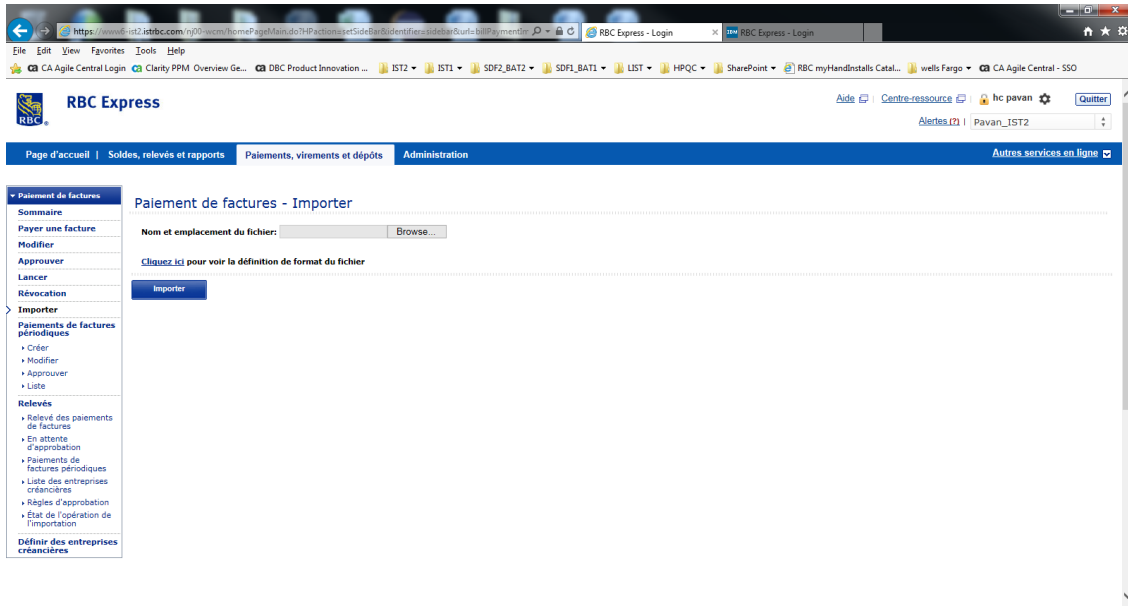 https://www6-ist2.istrbc.com/nj00-wcm/homePageMain.do?HPaction=setSideBar&identifier=sidebar&url=billPaymentIm
RBC Express - Login
RBC Express - Login
File Edit View Favorites Tools Help
CA Agile Central Login
Clarity PPM Overview Ge...
DBC Product Innovation ...
IST2
IST1
SDF2_BAT2
SDF1_BAT1
LIST
HPQC
SharePoint
RBC myHandInstalls Catal...
wells Fargo
CA Agile Central - SSO
RBC
RBC Express
Aide | Centre-ressource | hc pavan
Quitter
Alertes (?) | Pavan_IST2
Page d'accueil | Soldes, relevés et rapports
Paiements, virements et dépôts
Administration
Autres services en ligne
Paiement de factures
Sommaire
Payer une facture
Modifier
Approuver
Lancer
Révocation
Importer
Paiements de factures
périodiques
Créer
Modifier
Approuver
Liste
Relevés
Relevé des paiements
de factures
En attente
d'approbation
Paiements de
factures périodiques
Liste des entreprises
créancières
Règles d'approbation
État de l'opération de
l'importation
Définir des entreprises
créancières
Paiement de factures - Importer
Nom et emplacement du fichier:
Browse...
Cliquez ici pour voir la définition de format du fichier
Importer